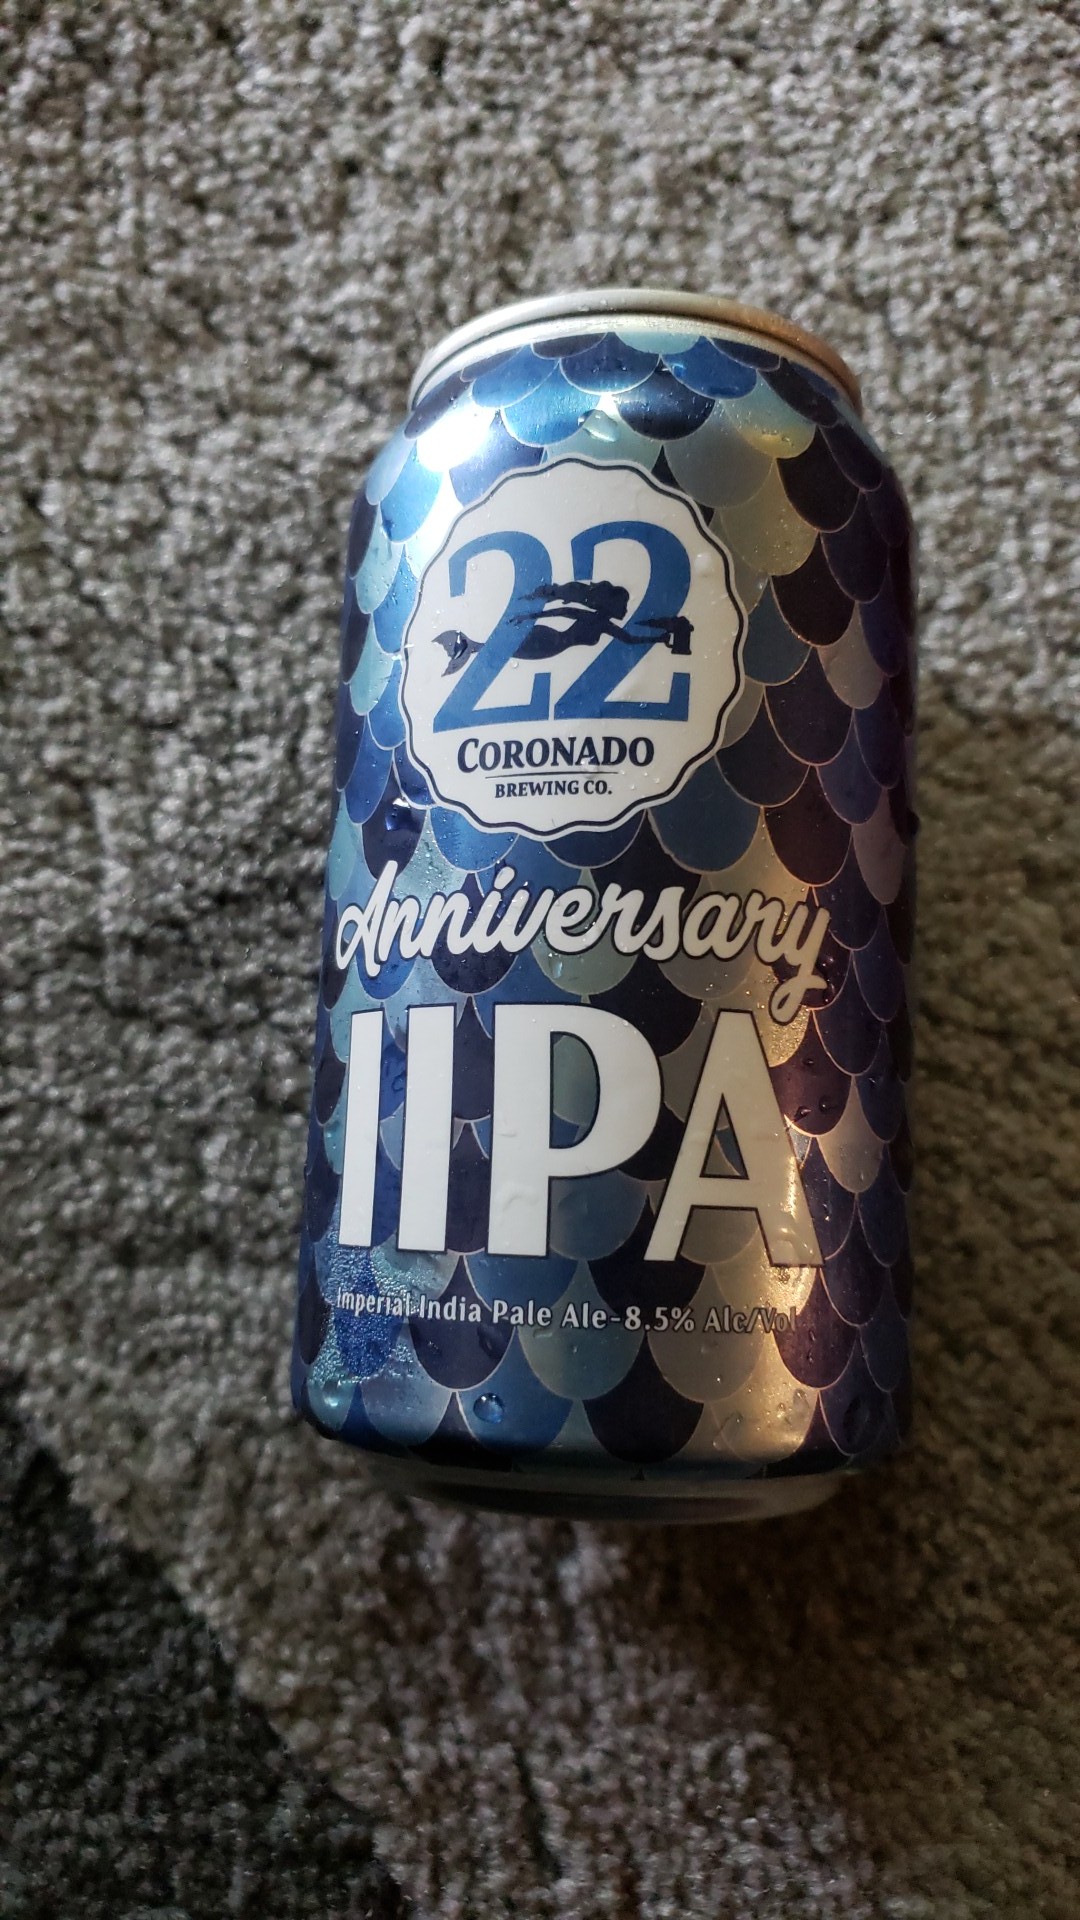 22
CORONADO
BREWING CO.
Anniversary
IIPA
Imperial India Pale Ale-8.5% Alc/Vol